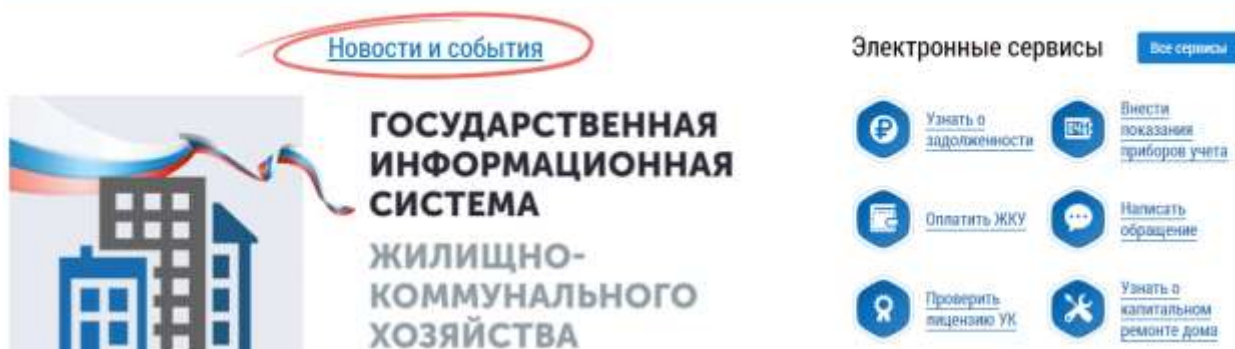 Новости и события
ГОСУДАРСТВЕННАЯ
ИНФОРМАЦИОННАЯ
СИСТЕМА
ЖИЛИЩНО-
КОММУНАЛЬНОГО
ХОЗЯЙСТВА
Электронные сервисы
Все сервисы
Узнать о
задолженности
Внести
показания
приборов учета
Оплатить ЖКУ
Написать
обращение
Проверить
лицензию УК
Узнать о
капитальном
ремонте дома